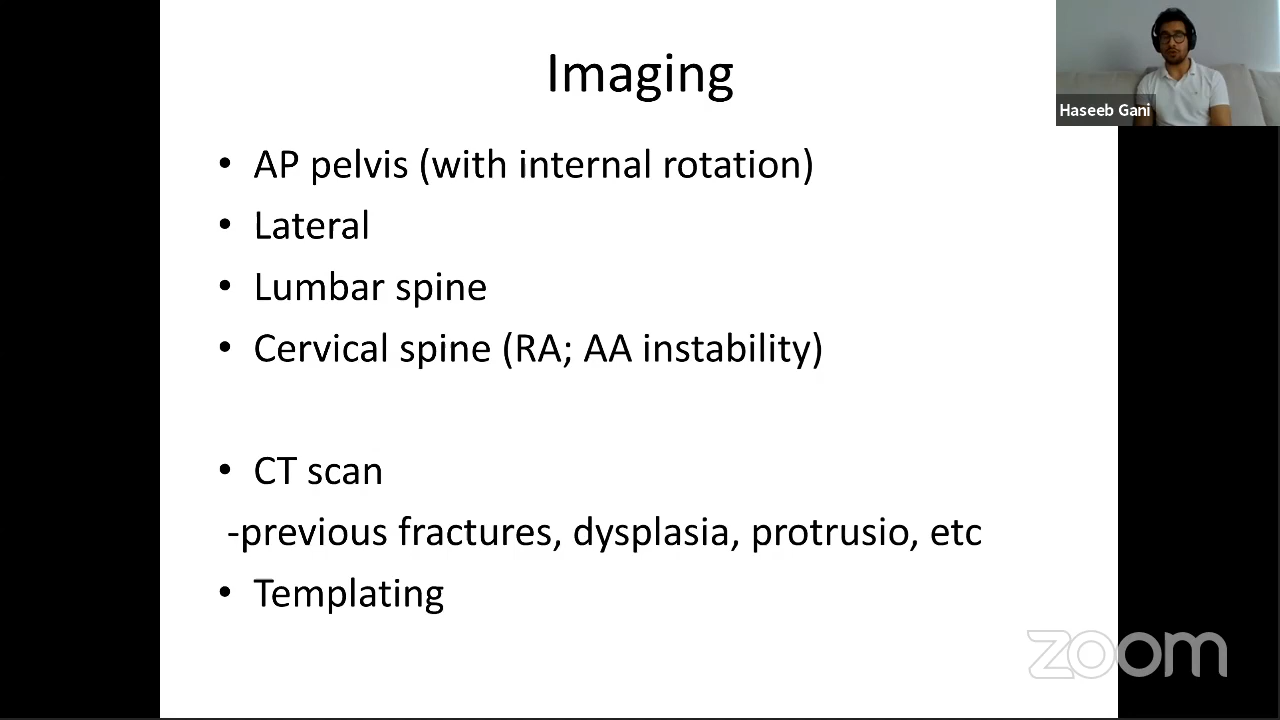 Imaging
Haseeb Gani
• AP pelvis (with internal rotation)
• Lateral
• Lumbar spine
• Cervical spine (RA; AA instability)
• CT scan
-previous fractures, dysplasia, protrusio, etc
• Templating
zoom